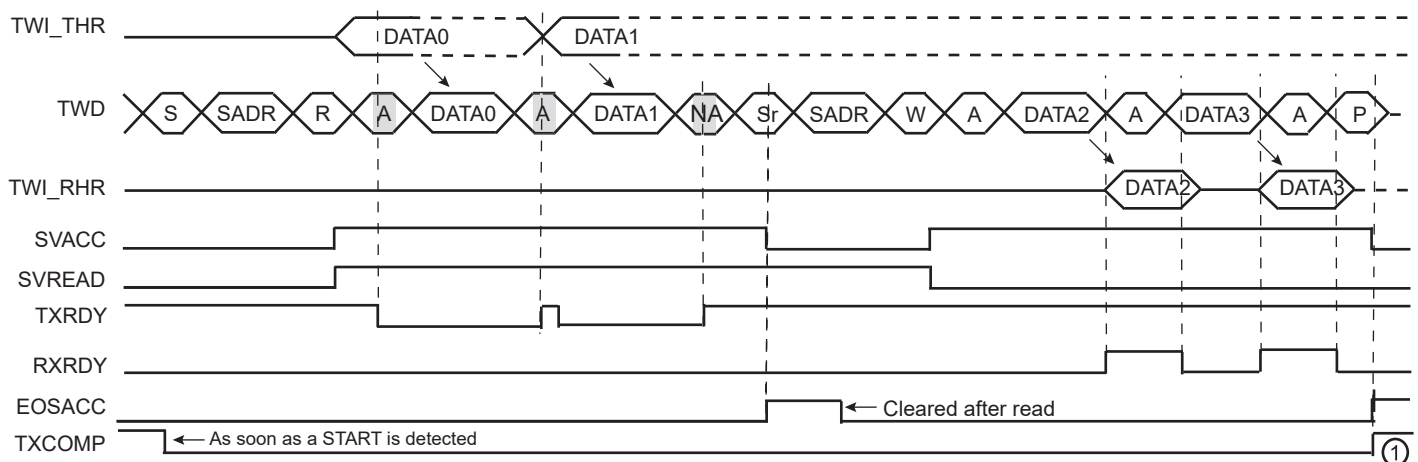 TWI_THR DATA0 DATA1
TWD S SADR R A DATA0 A DATA1 NA Sr SADR W A DATA2 A DATA3 A P
TWI_RHR DATA2 DATA3
SVACC
SVREAD
TXRDY
RXRDY
EOSACC Cleared after read
TXCOMP As soon as a START is detected 1